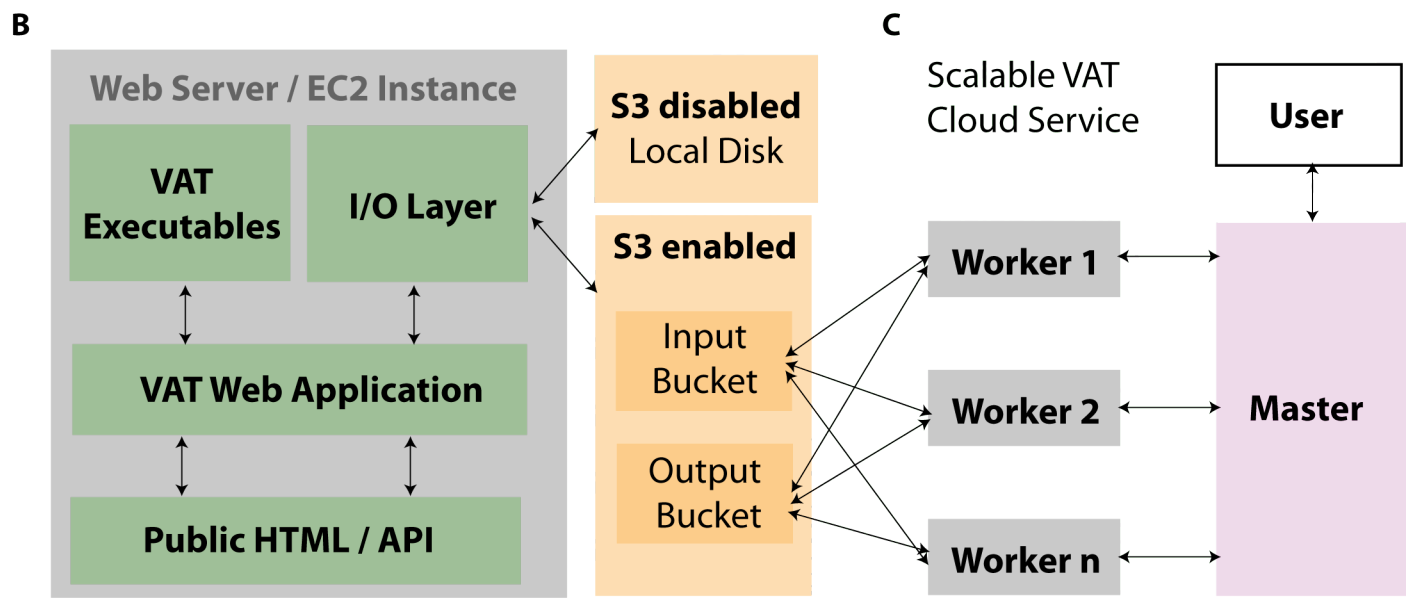 B
Web Server / EC2 Instance
VAT
Executables
I/O Layer
VAT Web Application
Public HTML / API
S3 disabled
Local Disk
S3 enabled
Input
Bucket
Output
Bucket
C
Scalable VAT
Cloud Service
User
Worker 1
Worker 2
Worker n
Master